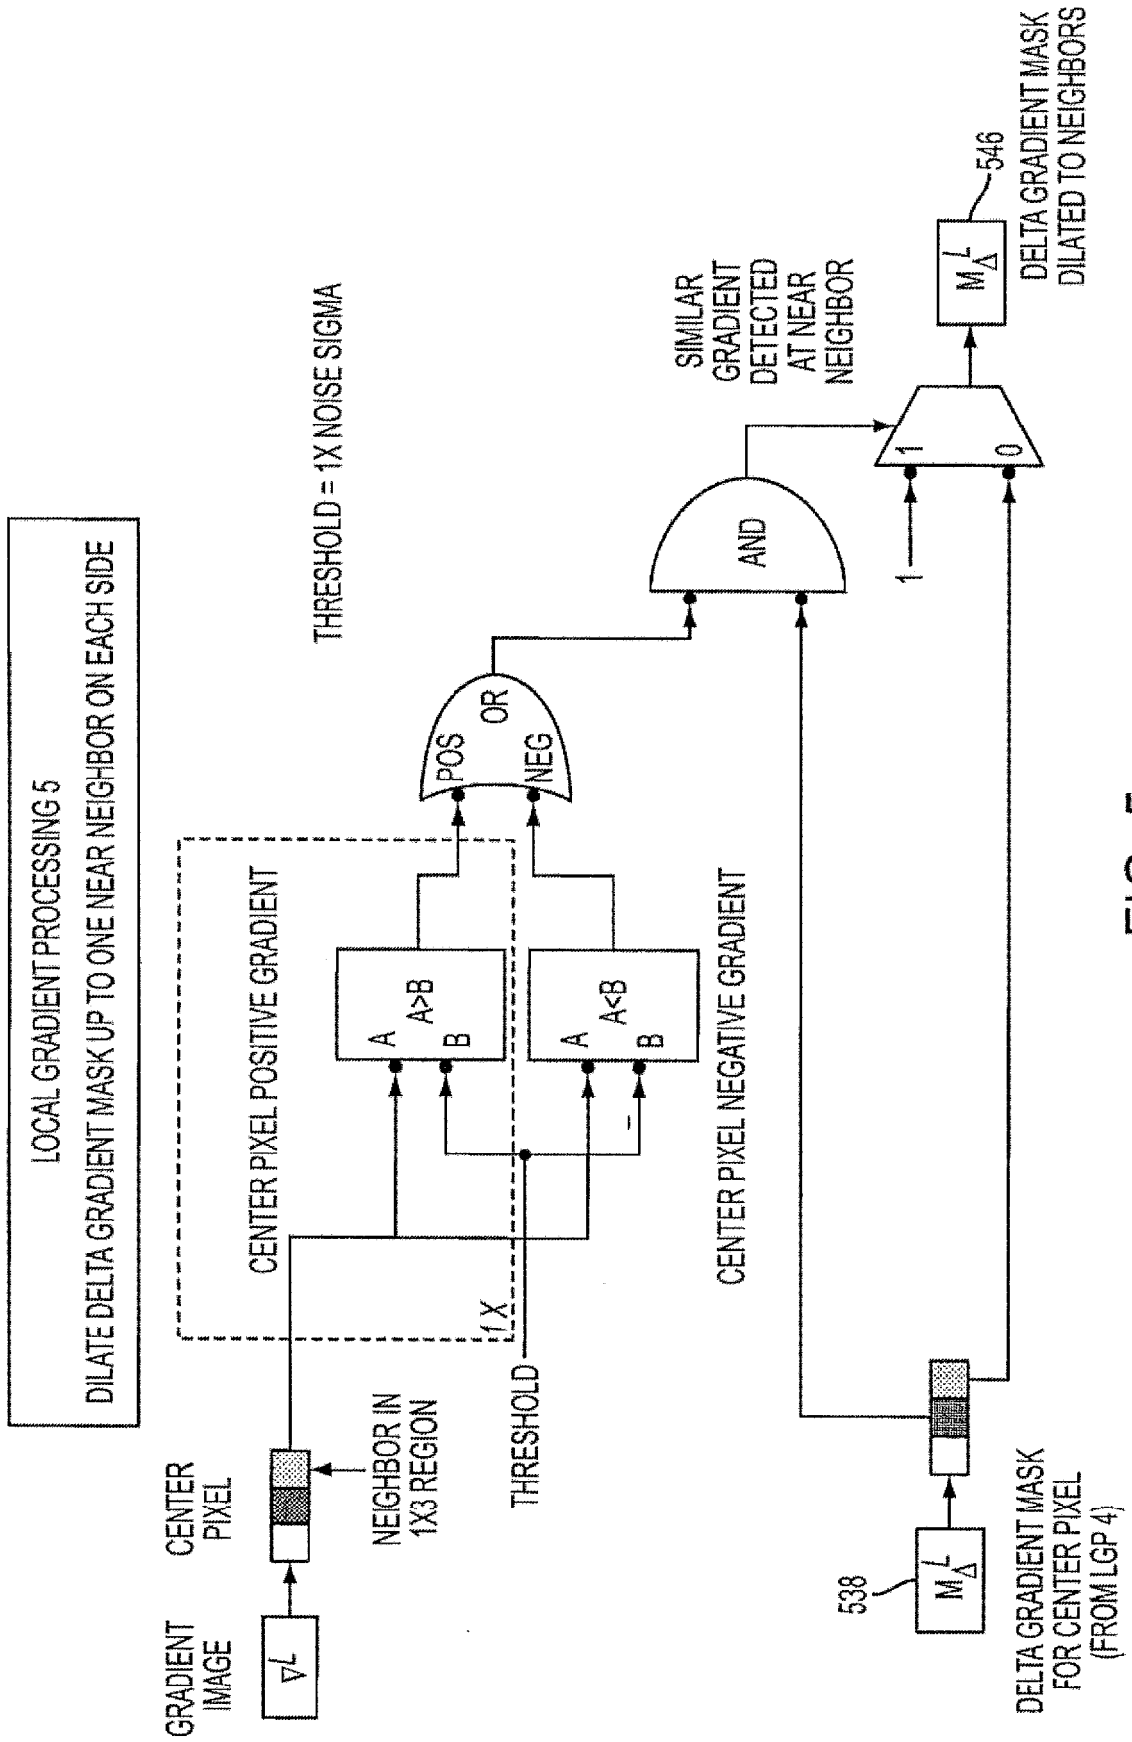 LOCAL GRADIENT PROCESSING 5
DILATE DELTA GRADIENT MASK UP TO ONE NEAR NEIGHBOR ON EACH SIDE
THRESHOLD = 1X NOISE SIGMA
GRADIENT
IMAGE
CENTER
PIXEL
NEIGHBOR IN
1X3 REGION
CENTER PIXEL POSITIVE GRADIENT
1X
A
A>B
B
A
A<B
B
–
THRESHOLD
CENTER PIXEL NEGATIVE GRADIENT
POS
OR
NEG
AND
SIMILAR
GRADIENT
DETECTED
AT NEAR
NEIGHBOR
1
1
0
M Δ L
546
DELTA GRADIENT MASK
DILATED TO NEIGHBORS
538
M Δ L
DELTA GRADIENT MASK
FOR CENTER PIXEL
(FROM LGP 4)